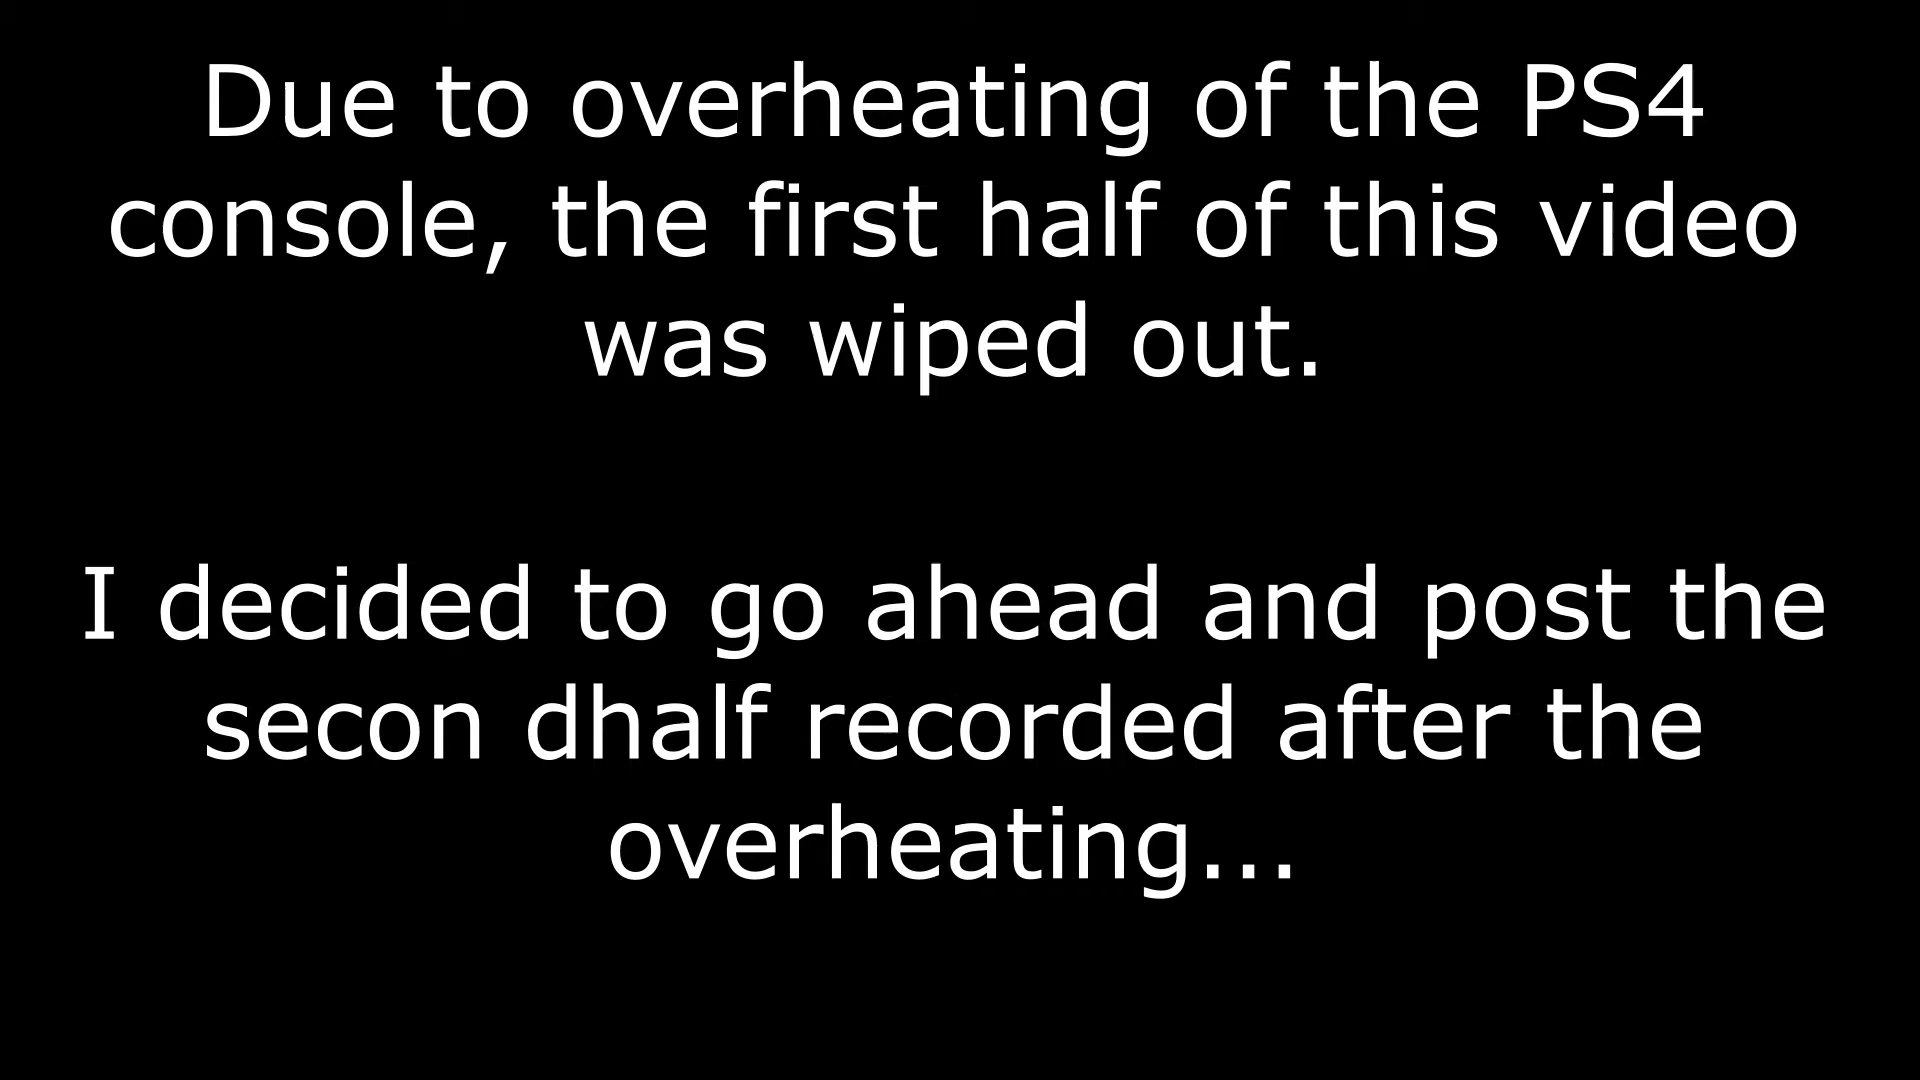 Due to overheating of the PS4
console, the first half of this video
was wiped out.
I decided to go ahead and post the
secon dhalf recorded after the
overheating...